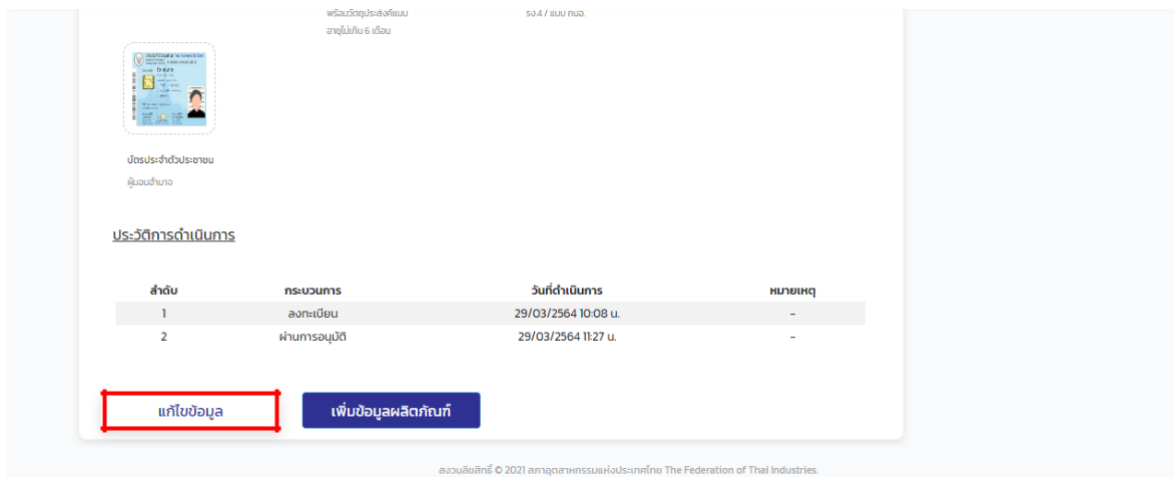 พร้อมวัตถุประสงค์แนบ
รง.4 / แบบ กนอ.
อายุไม่เกิน 6 เดือน
บัตรประจำตัวประชาชน
ผู้มอบอำนาจ
ประวัติการดำเนินการ
ลำดับ กระบวนการ วันที่ดำเนินการ หมายเหตุ
1 ลงทะเบียน 29/03/2564 10:08 น. -
2 ผ่านการอนุมัติ 29/03/2564 11:27 น. -
แก้ไขข้อมูล เพิ่มข้อมูลผลิตภัณฑ์
สงวนลิขสิทธิ์ © 2021 สภาอุตสาหกรรมแห่งประเทศไทย The Federation of Thai Industries.